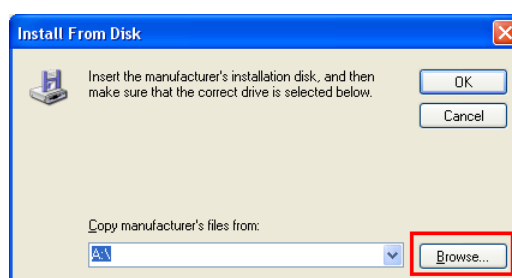 Install From Disk
Insert the manufacturer's installation disk, and then
make sure that the correct drive is selected below.
OK
Cancel
Copy manufacturer's files from:
A:\
Browse...